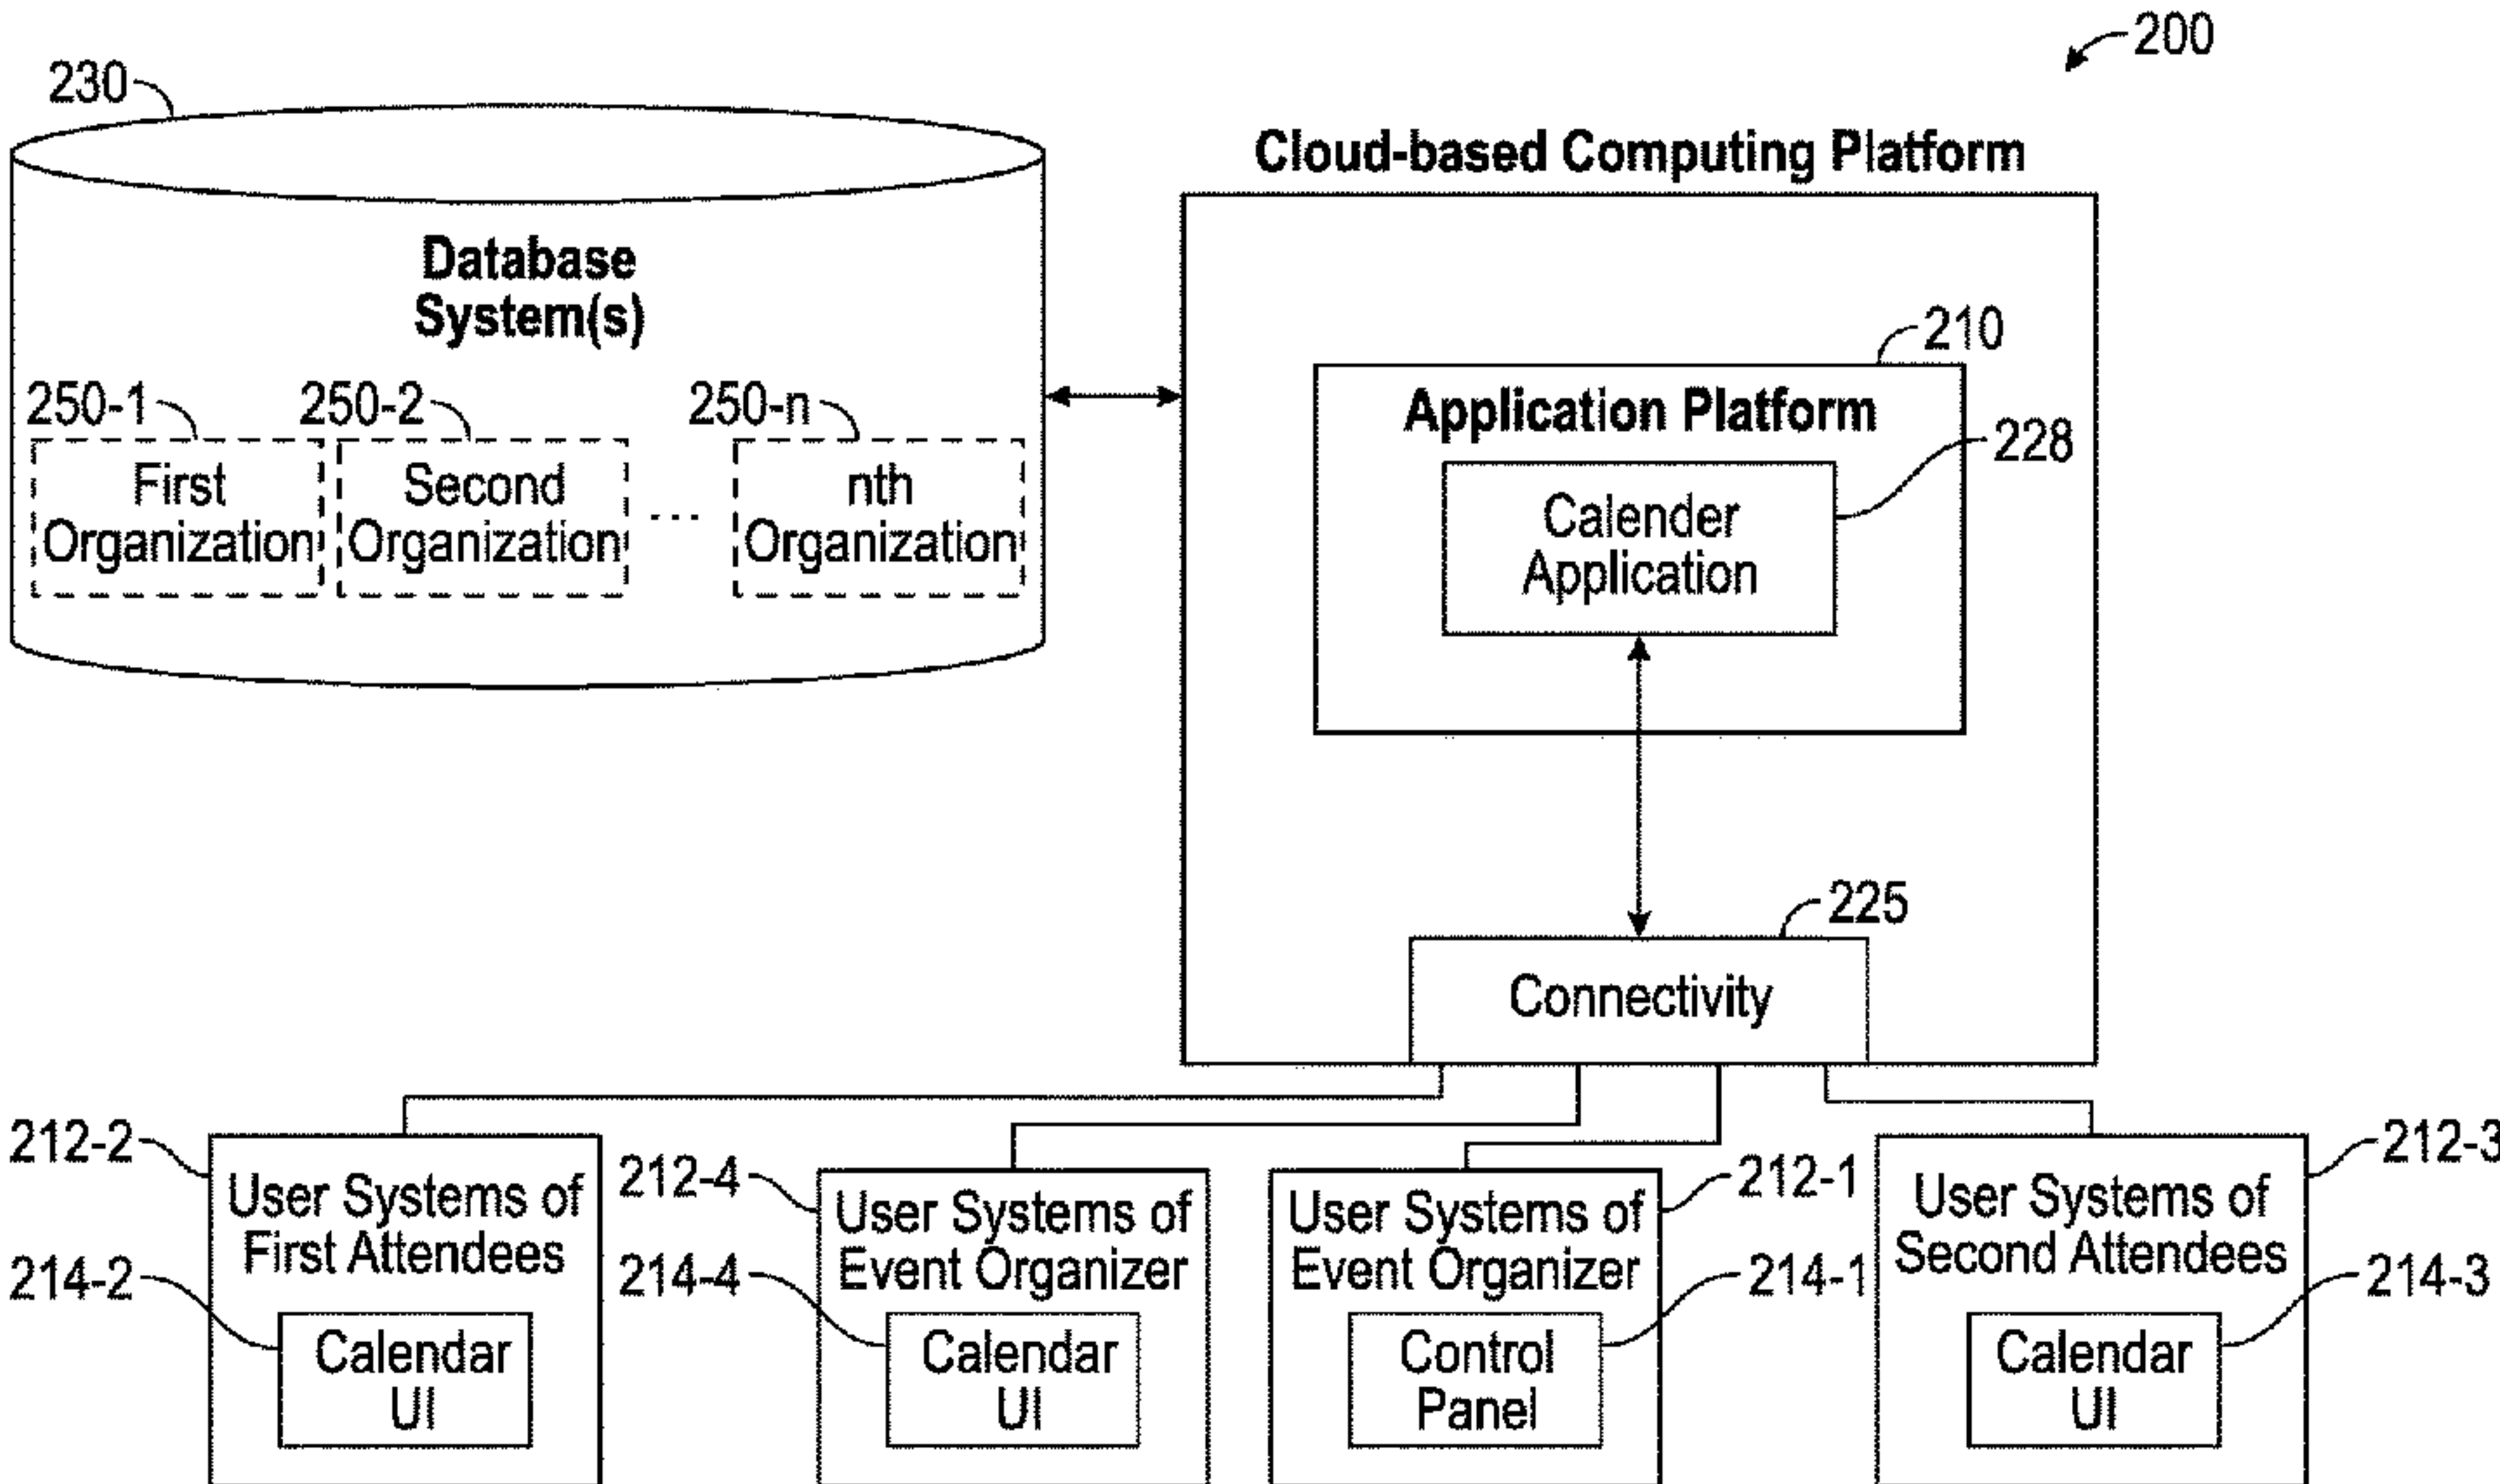 200
230
Cloud-based Computing Platform
Database
System(s)
210
Application Platform
250-1
250-2
250-n
228
First
Organization
Second
Organization
...
nth
Organization
Calender
Application
225
Connectivity
212-2
User Systems of
First Attendees
214-2
Calendar
UI
212-4
User Systems of
Event Organizer
214-4
Calendar
UI
212-1
User Systems of
Event Organizer
214-1
Control
Panel
212-3
User Systems of
Second Attendees
214-3
Calendar
UI